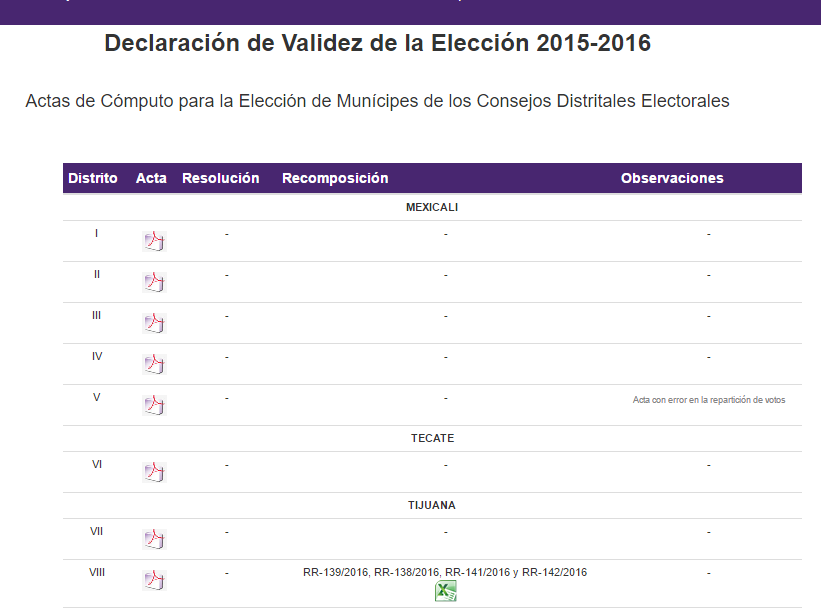 Declaración de Validez de la Elección 2015-2016
Actas de Cómputo para la Elección de Munícipes de los Consejos Distritales Electorales
Distrito Acta Resolución Recomposición Observaciones
MEXICALI
I - - -
II - - -
III - - -
IV - - -
V - - Acta con error en la repartición de votos
TECATE
VI - - -
TIJUANA
VII - - -
VIII - RR-139/2016, RR-138/2016, RR-141/2016 y RR-142/2016 -